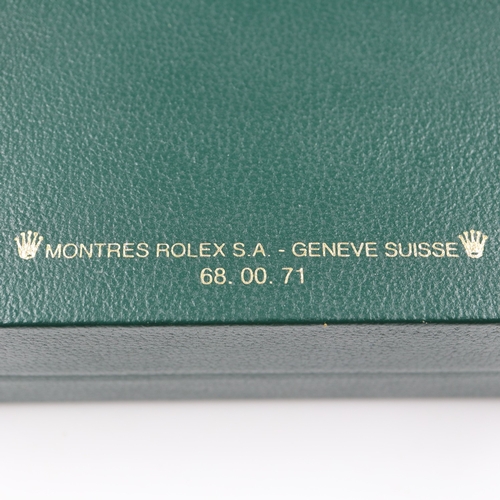 MONTRES ROLEX S.A. - GENEVE SUISSE
68. 00. 71